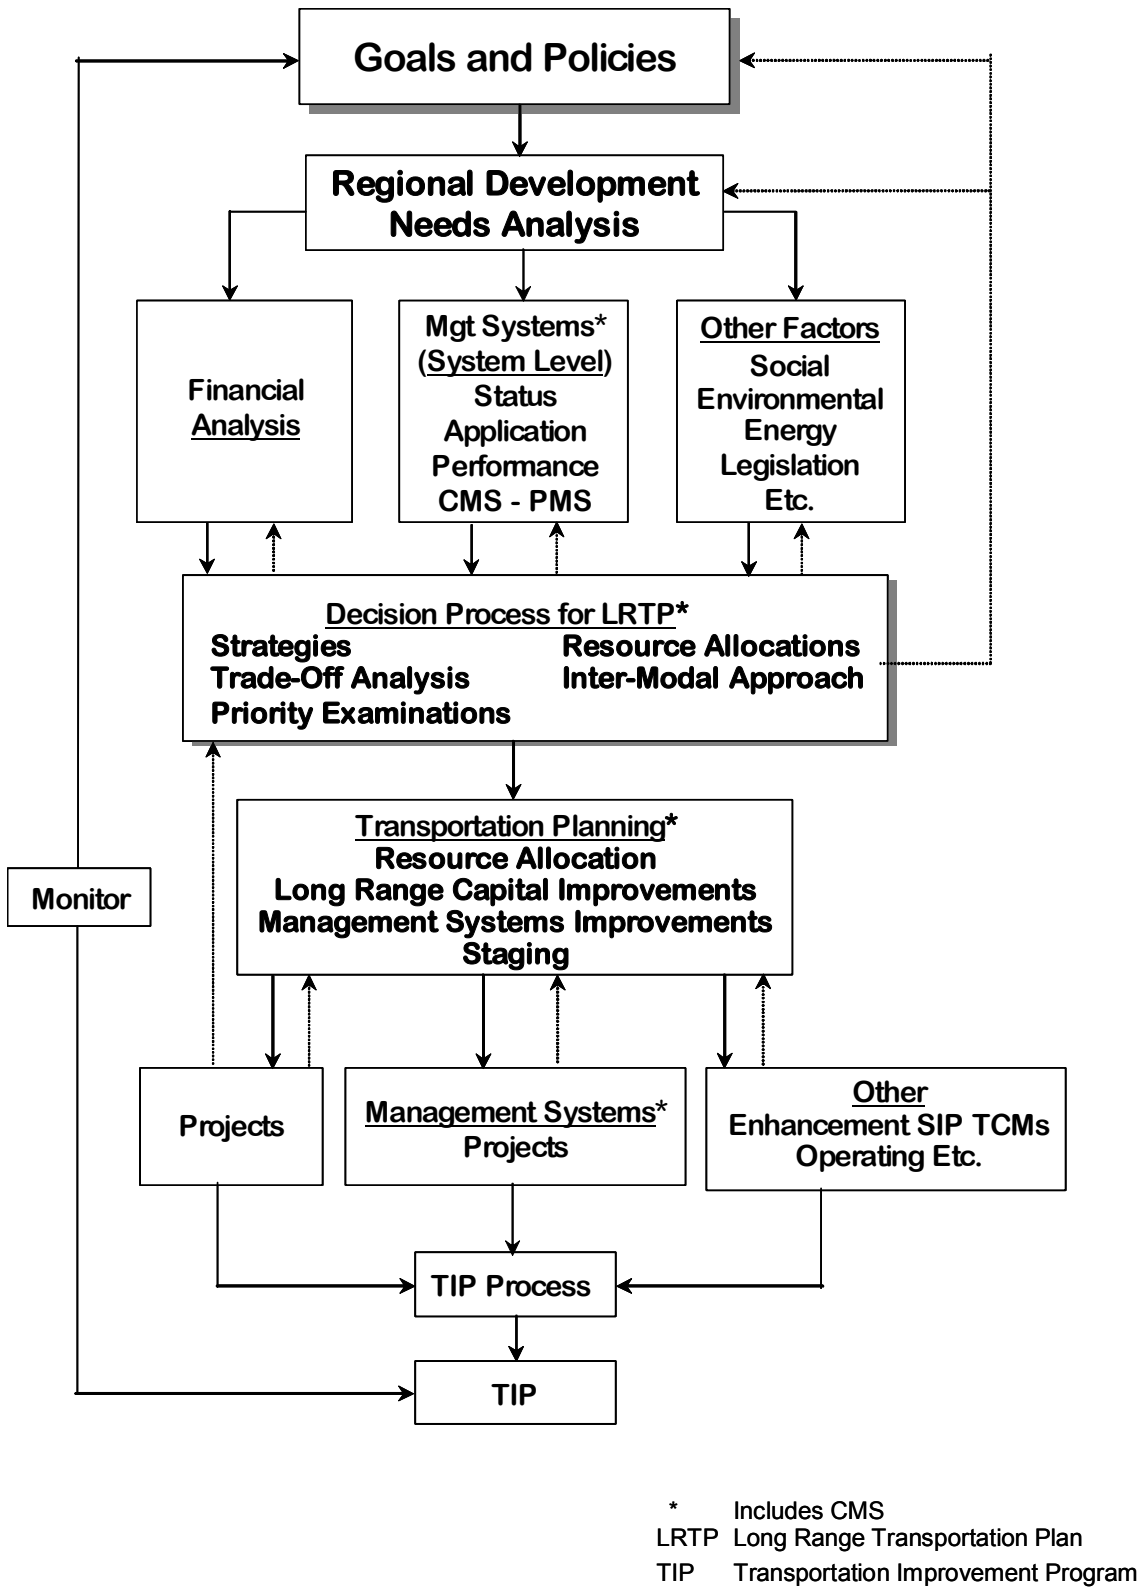 Goals and Policies
Regional Development
Needs Analysis
Financial
Analysis
Mgt Systems*
(System Level)
Status
Application
Performance
CMS - PMS
Other Factors
Social
Environmental
Energy
Legislation
Etc.
Decision Process for LRTP*
Strategies
Trade-Off Analysis
Priority Examinations
Resource Allocations
Inter-Modal Approach
Transportation Planning*
Resource Allocation
Long Range Capital Improvements
Management Systems Improvements
Staging
Monitor
Projects
Management Systems*
Projects
Other
Enhancement SIP TCMs
Operating Etc.
TIP Process
TIP
* Includes CMS
LRTP Long Range Transportation Plan
TIP Transportation Improvement Program